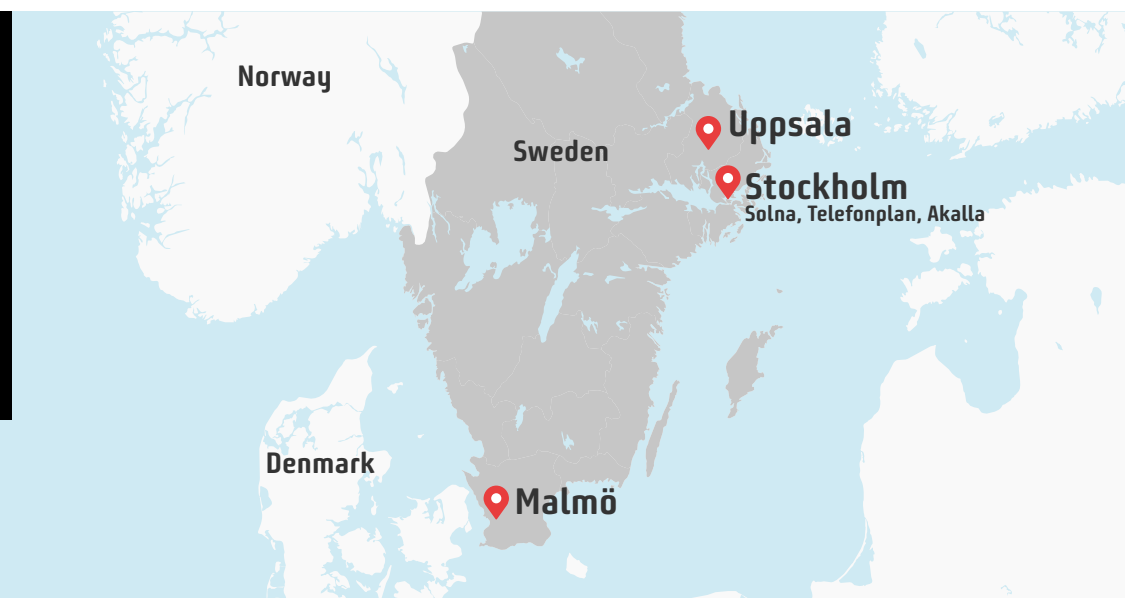 Norway
Uppsala
Sweden
Stockholm
Solna, Telefonplan, Akalla
Denmark
Malmö